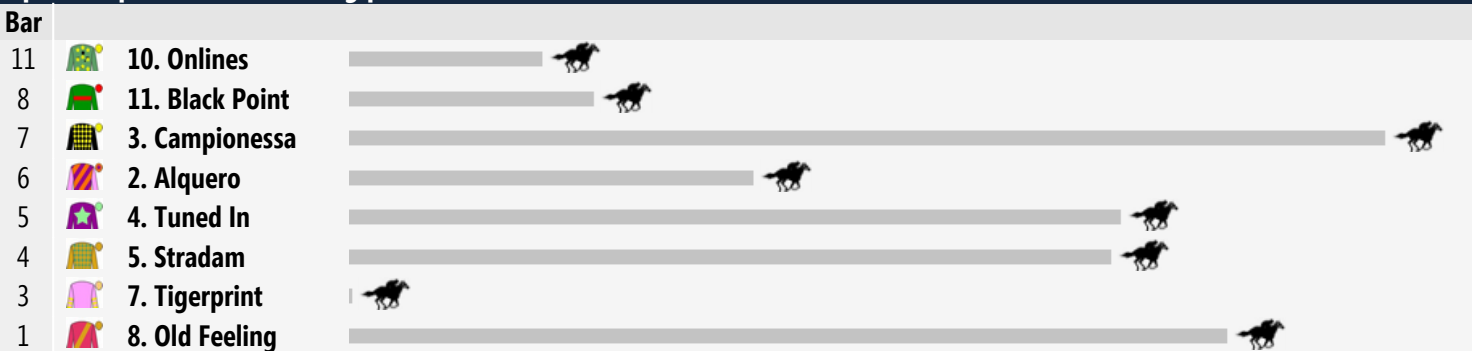 Bar
11 10. Onlines
8 11. Black Point
7 3. Campionessa
6 2. Alquero
5 4. Tuned In
4 5. Stradam
3 7. Tigerprint
1 8. Old Feeling